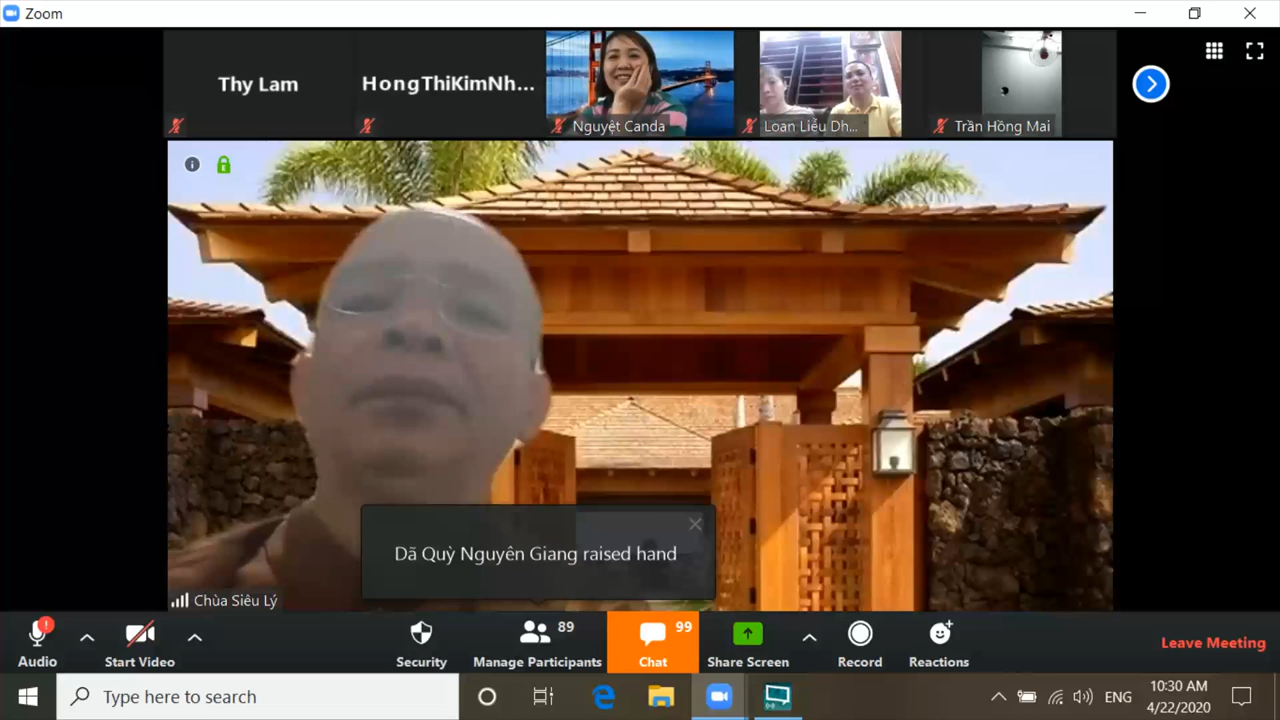 Zoom
Thy Lam
HongThiKimNh...
Nguyệt Canda
Loan Liễu Dh...
Trần Hồng Mai
Dã Quỳ Nguyên Giang raised hand
Chùa Siêu Lý
89
99
Audio
Start Video
Security
Manage Participants
Chat
Share Screen
Record
Reactions
Leave Meeting
Type here to search
ENG
10:30 AM
4/22/2020